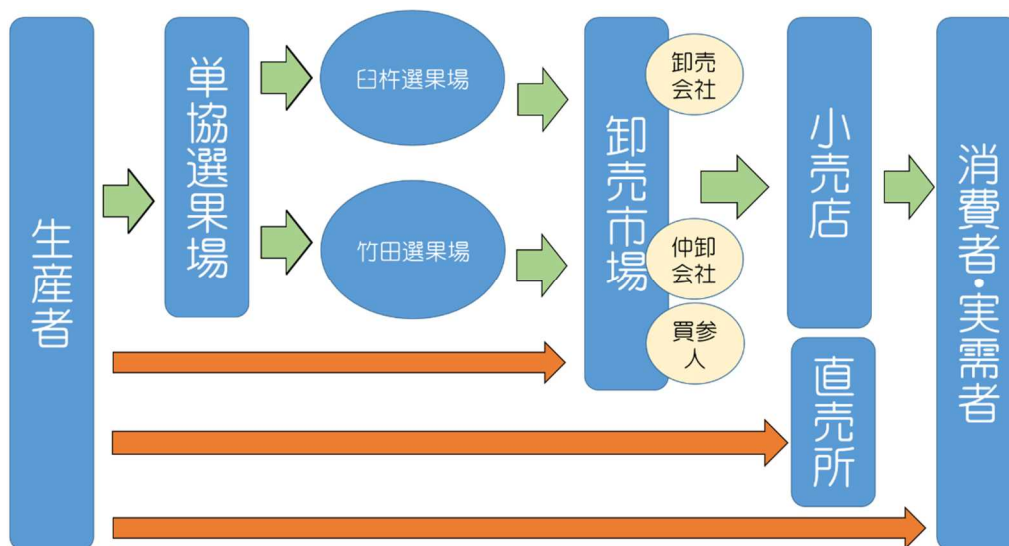 生産者
単協選果場
臼杵選果場
竹田選果場
卸売市場
卸売
会社
仲卸
会社
買参
人
小売店
直売所
消費者・実需者